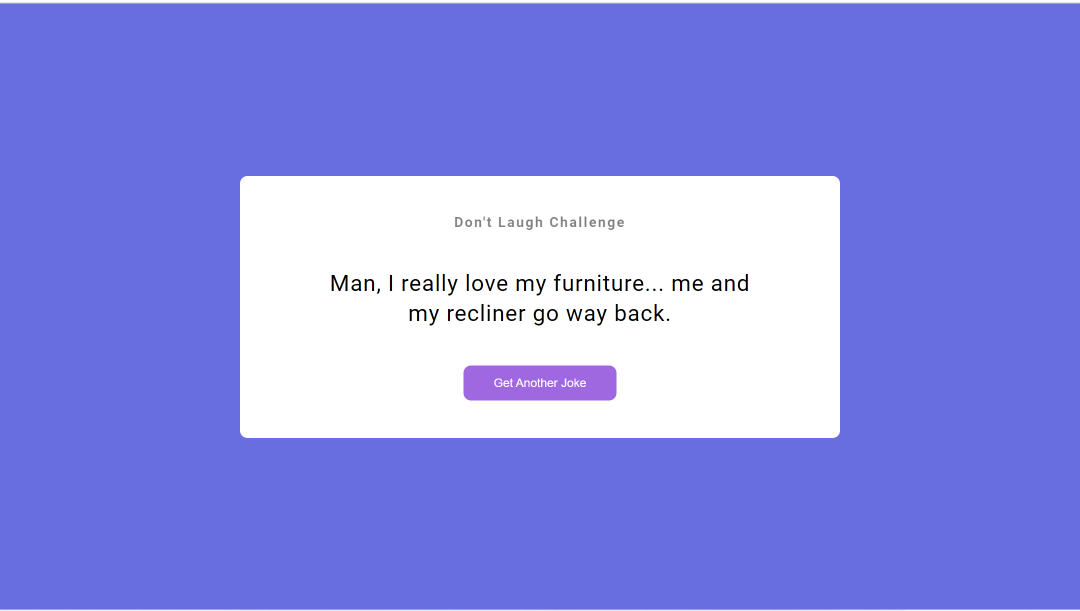 Don't Laugh Challenge
Man, I really love my furniture... me and
my recliner go way back.
Get Another Joke